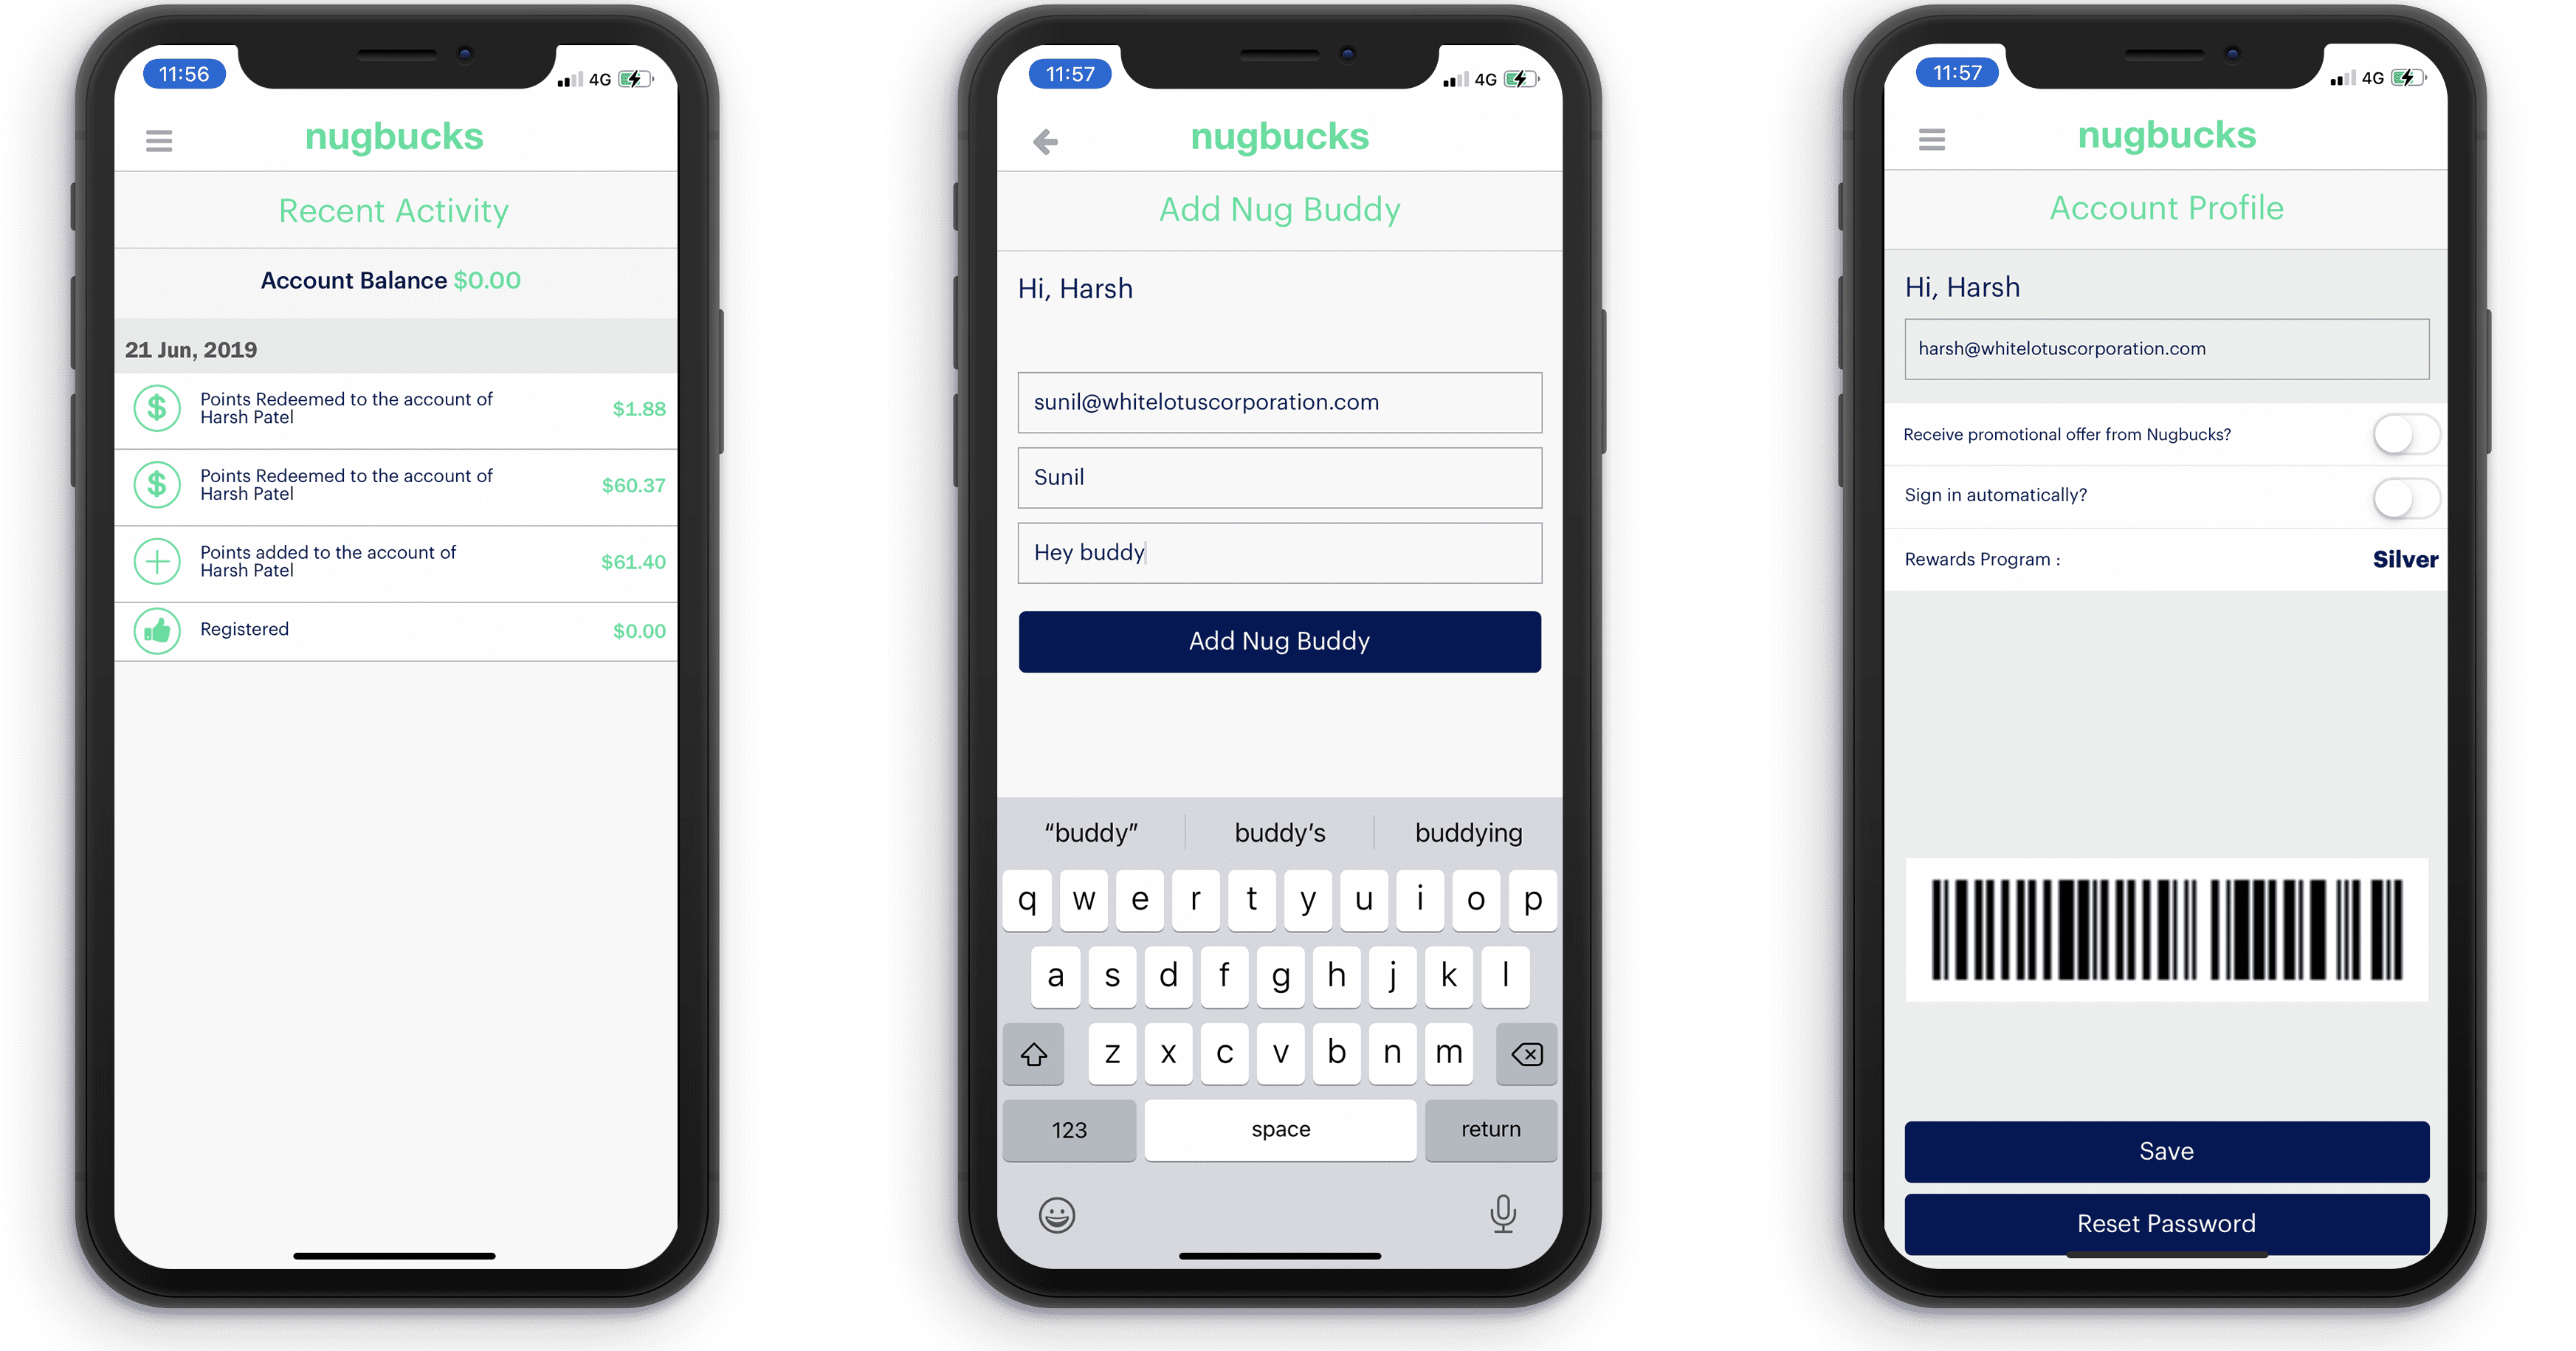 11:56
4G
nugbucks
Recent Activity
Account Balance $0.00
21 Jun, 2019
$
Points Redeemed to the account of
Harsh Patel
$1.88
$
Points Redeemed to the account of
Harsh Patel
$60.37
Points added to the account of
Harsh Patel
$61.40
Registered
$0.00
11:57
4G
nugbucks
Add Nug Buddy
Hi, Harsh
sunil@whitelotuscorporation.com
Sunil
Hey buddy
Add Nug Buddy
“buddy” buddy’s buddying
q w e r t y u i o p
a s d f g h j k l
z x c v b n m
123 space return
11:57
4G
nugbucks
Account Profile
Hi, Harsh
harsh@whitelotuscorporation.com
Receive promotional offer from Nugbucks?
Sign in automatically?
Rewards Program : Silver
Save
Reset Password